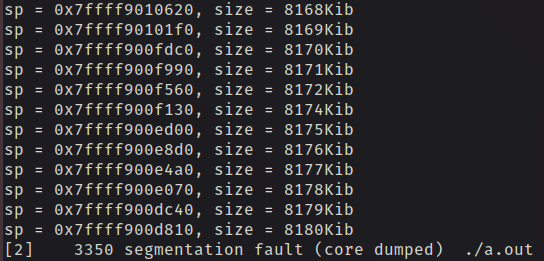 sp = 0x7ffff9010620, size = 8168Kib
sp = 0x7ffff90101f0, size = 8169Kib
sp = 0x7ffff900fdc0, size = 8170Kib
sp = 0x7ffff900f990, size = 8171Kib
sp = 0x7ffff900f560, size = 8172Kib
sp = 0x7ffff900f130, size = 8174Kib
sp = 0x7ffff900ed00, size = 8175Kib
sp = 0x7ffff900e8d0, size = 8176Kib
sp = 0x7ffff900e4a0, size = 8177Kib
sp = 0x7ffff900e070, size = 8178Kib
sp = 0x7ffff900dc40, size = 8179Kib
sp = 0x7ffff900d810, size = 8180Kib
[2]    3350 segmentation fault (core dumped)  ./a.out